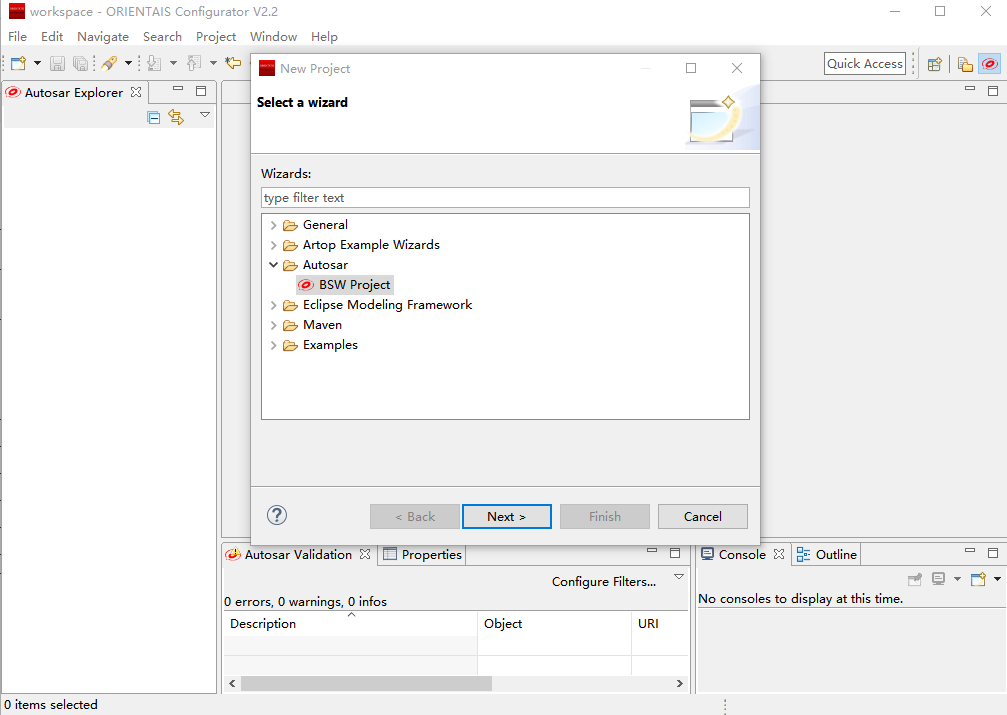 workspace - ORIENTAIS Configurator V2.2
File Edit Navigate Search Project Window Help
Quick Access
Autosar Explorer
New Project
Select a wizard
Wizards:
type filter text
General
Artop Example Wizards
Autosar
BSW Project
Eclipse Modeling Framework
Maven
Examples
< Back Next > Finish Cancel
Autosar Validation Properties
Configure Filters...
0 errors, 0 warnings, 0 infos
Description Object URI
Console Outline
No consoles to display at this time.
0 items selected